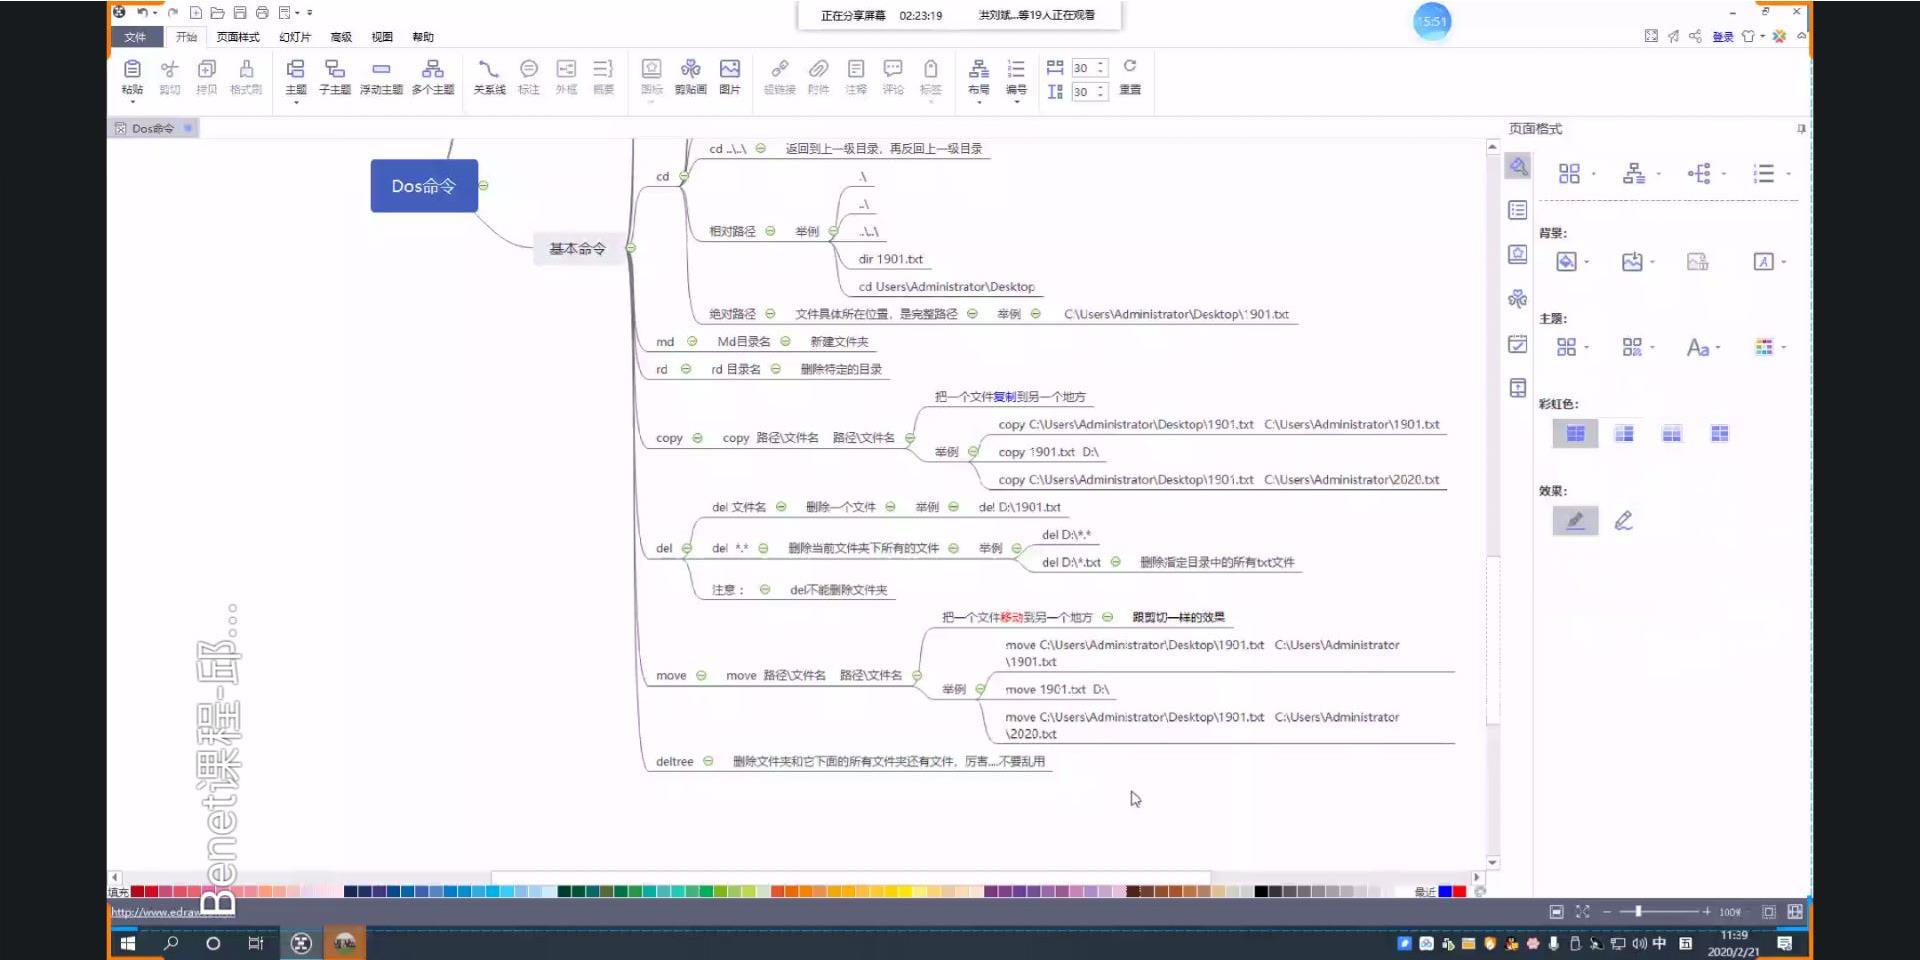 正在分享屏幕 02:23:19 洪刘斌...等19人正在观看
15:51
文件 开始 页面样式 幻灯片 高级 视图 帮助
登录
粘贴 剪切 拷贝 格式刷 主题 子主题 浮动主题 多个主题 关系线 标注 外框 概要 图标 剪贴画 图片 超链接 附件 注释 评论 标签 布局 编号 30 30 重置
Dos命令
页面格式
Dos命令
基本命令
cd
cd ..\..\ 返回到上一级目录，再反回上一级目录
相对路径 举例
.\
..\
..\..\
dir 1901.txt
cd Users\Administrator\Desktop
绝对路径 文件具体所在位置，是完整路径 举例 C:\Users\Administrator\Desktop\1901.txt
md Md目录名 新建文件夹
rd rd 目录名 删除特定的目录
copy copy 路径\文件名 路径\文件名
把一个文件复制到另一个地方
举例
copy C:\Users\Administrator\Desktop\1901.txt C:\Users\Administrator\1901.txt
copy 1901.txt D:\
copy C:\Users\Administrator\Desktop\1901.txt C:\Users\Administrator\2020.txt
del
del 文件名 删除一个文件 举例 del D:\1901.txt
del *.* 删除当前文件夹下所有的文件 举例
del D:\*.*
del D:\*.txt 删除指定目录中的所有txt文件
注意： del不能删除文件夹
move move 路径\文件名 路径\文件名
把一个文件移动到另一个地方 跟剪切一样的效果
举例
move C:\Users\Administrator\Desktop\1901.txt C:\Users\Administrator
\1901.txt
move 1901.txt D:\
move C:\Users\Administrator\Desktop\1901.txt C:\Users\Administrator
\2020.txt
deltree 删除文件夹和它下面的所有文件夹还有文件，厉害....不要乱用
背景:
主题:
Aa
彩虹色:
效果:
Benet课程-邱...
填充
最近
http://www.edraw
100%
中
11:39
2020/2/21